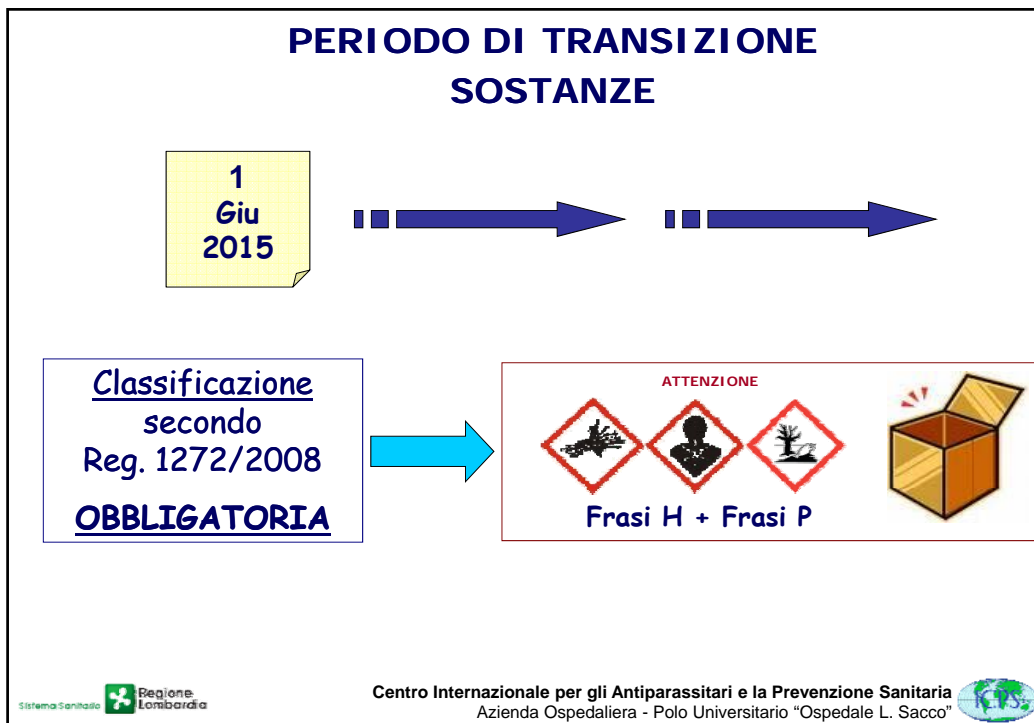 PERIODO DI TRANSIZIONE
SOSTANZE
1
Giu
2015
Classificazione
secondo
Reg. 1272/2008
OBBLIGATORIA
ATTENZIONE
Frasi H + Frasi P
Sistema Sanitario
Regione
Lombardia
Centro Internazionale per gli Antiparassitari e la Prevenzione Sanitaria
Azienda Ospedaliera - Polo Universitario “Ospedale L. Sacco”
ICPS